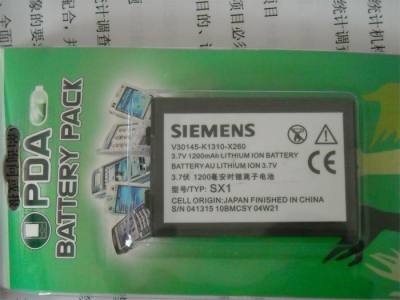 PDA
BATTERY PACK
SIEMENS
V30145-K1310-X260
3.7V 1200mAH LITHIUM ION BATTERY
BATTERY AU LITHIUM ION 3.7V
3.7伏 1200毫安时锂离子电池
型号/TYP: SX1
CELL ORIGIN: JAPAN FINISHED IN CHINA
S/N 041315 10BMCSY 04W21